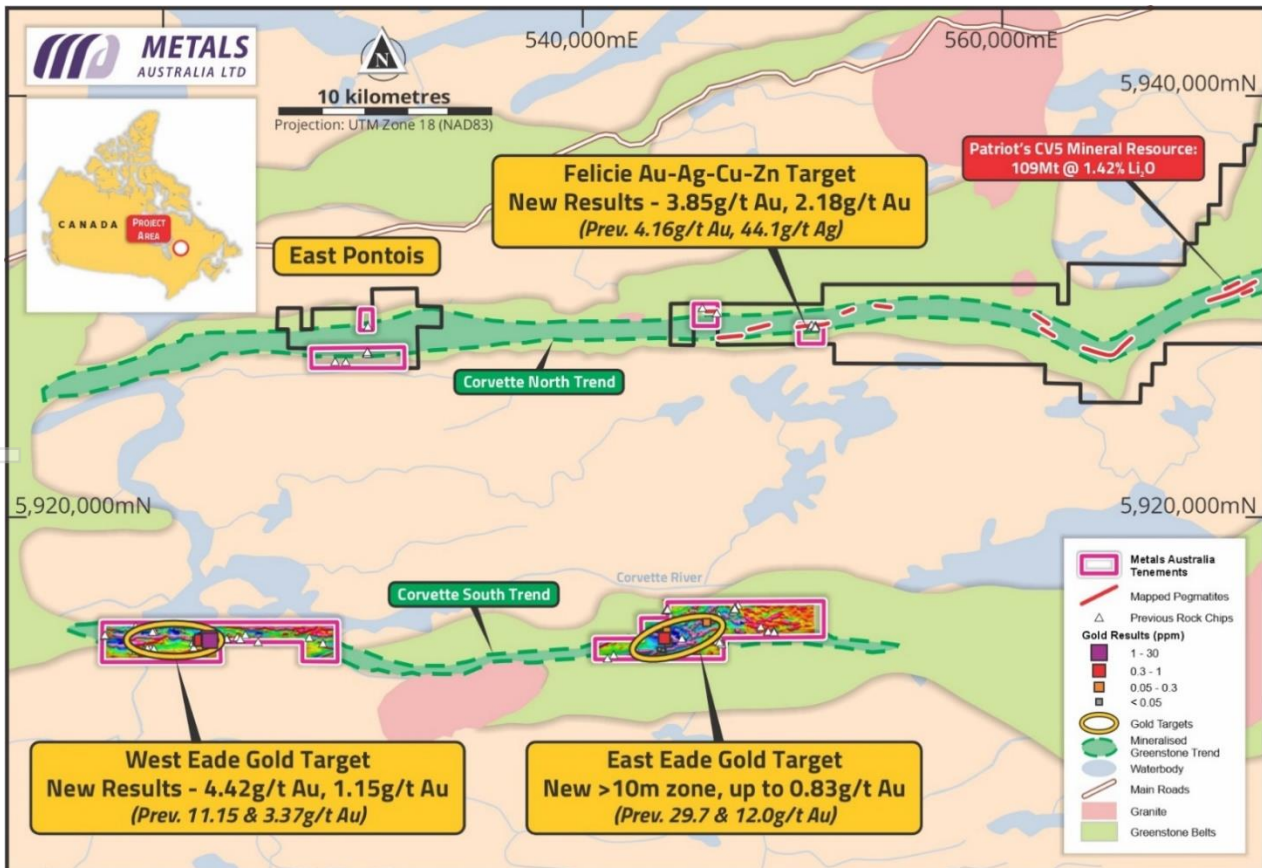 METALS
AUSTRALIA LTD
N
10 kilometres
Projection: UTM Zone 18 (NAD83)
540,000mE
560,000mE
5,940,000mN
CANADA
PROJECT
AREA
East Pontois
Felicie Au-Ag-Cu-Zn Target
New Results - 3.85g/t Au, 2.18g/t Au
(Prev. 4.16g/t Au, 44.1g/t Ag)
Patriot's CV5 Mineral Resource:
109Mt @ 1.42% Li₂O
Corvette North Trend
5,920,000mN
5,920,000mN
Corvette River
Corvette South Trend
West Eade Gold Target
New Results - 4.42g/t Au, 1.15g/t Au
(Prev. 11.15 & 3.37g/t Au)
East Eade Gold Target
New >10m zone, up to 0.83g/t Au
(Prev. 29.7 & 12.0g/t Au)
Metals Australia
Tenements
Mapped Pegmatites
Previous Rock Chips
Gold Results (ppm)
1 - 30
0.3 - 1
0.05 - 0.3
< 0.05
Gold Targets
Mineralised
Greenstone Trend
Waterbody
Main Roads
Granite
Greenstone Belts